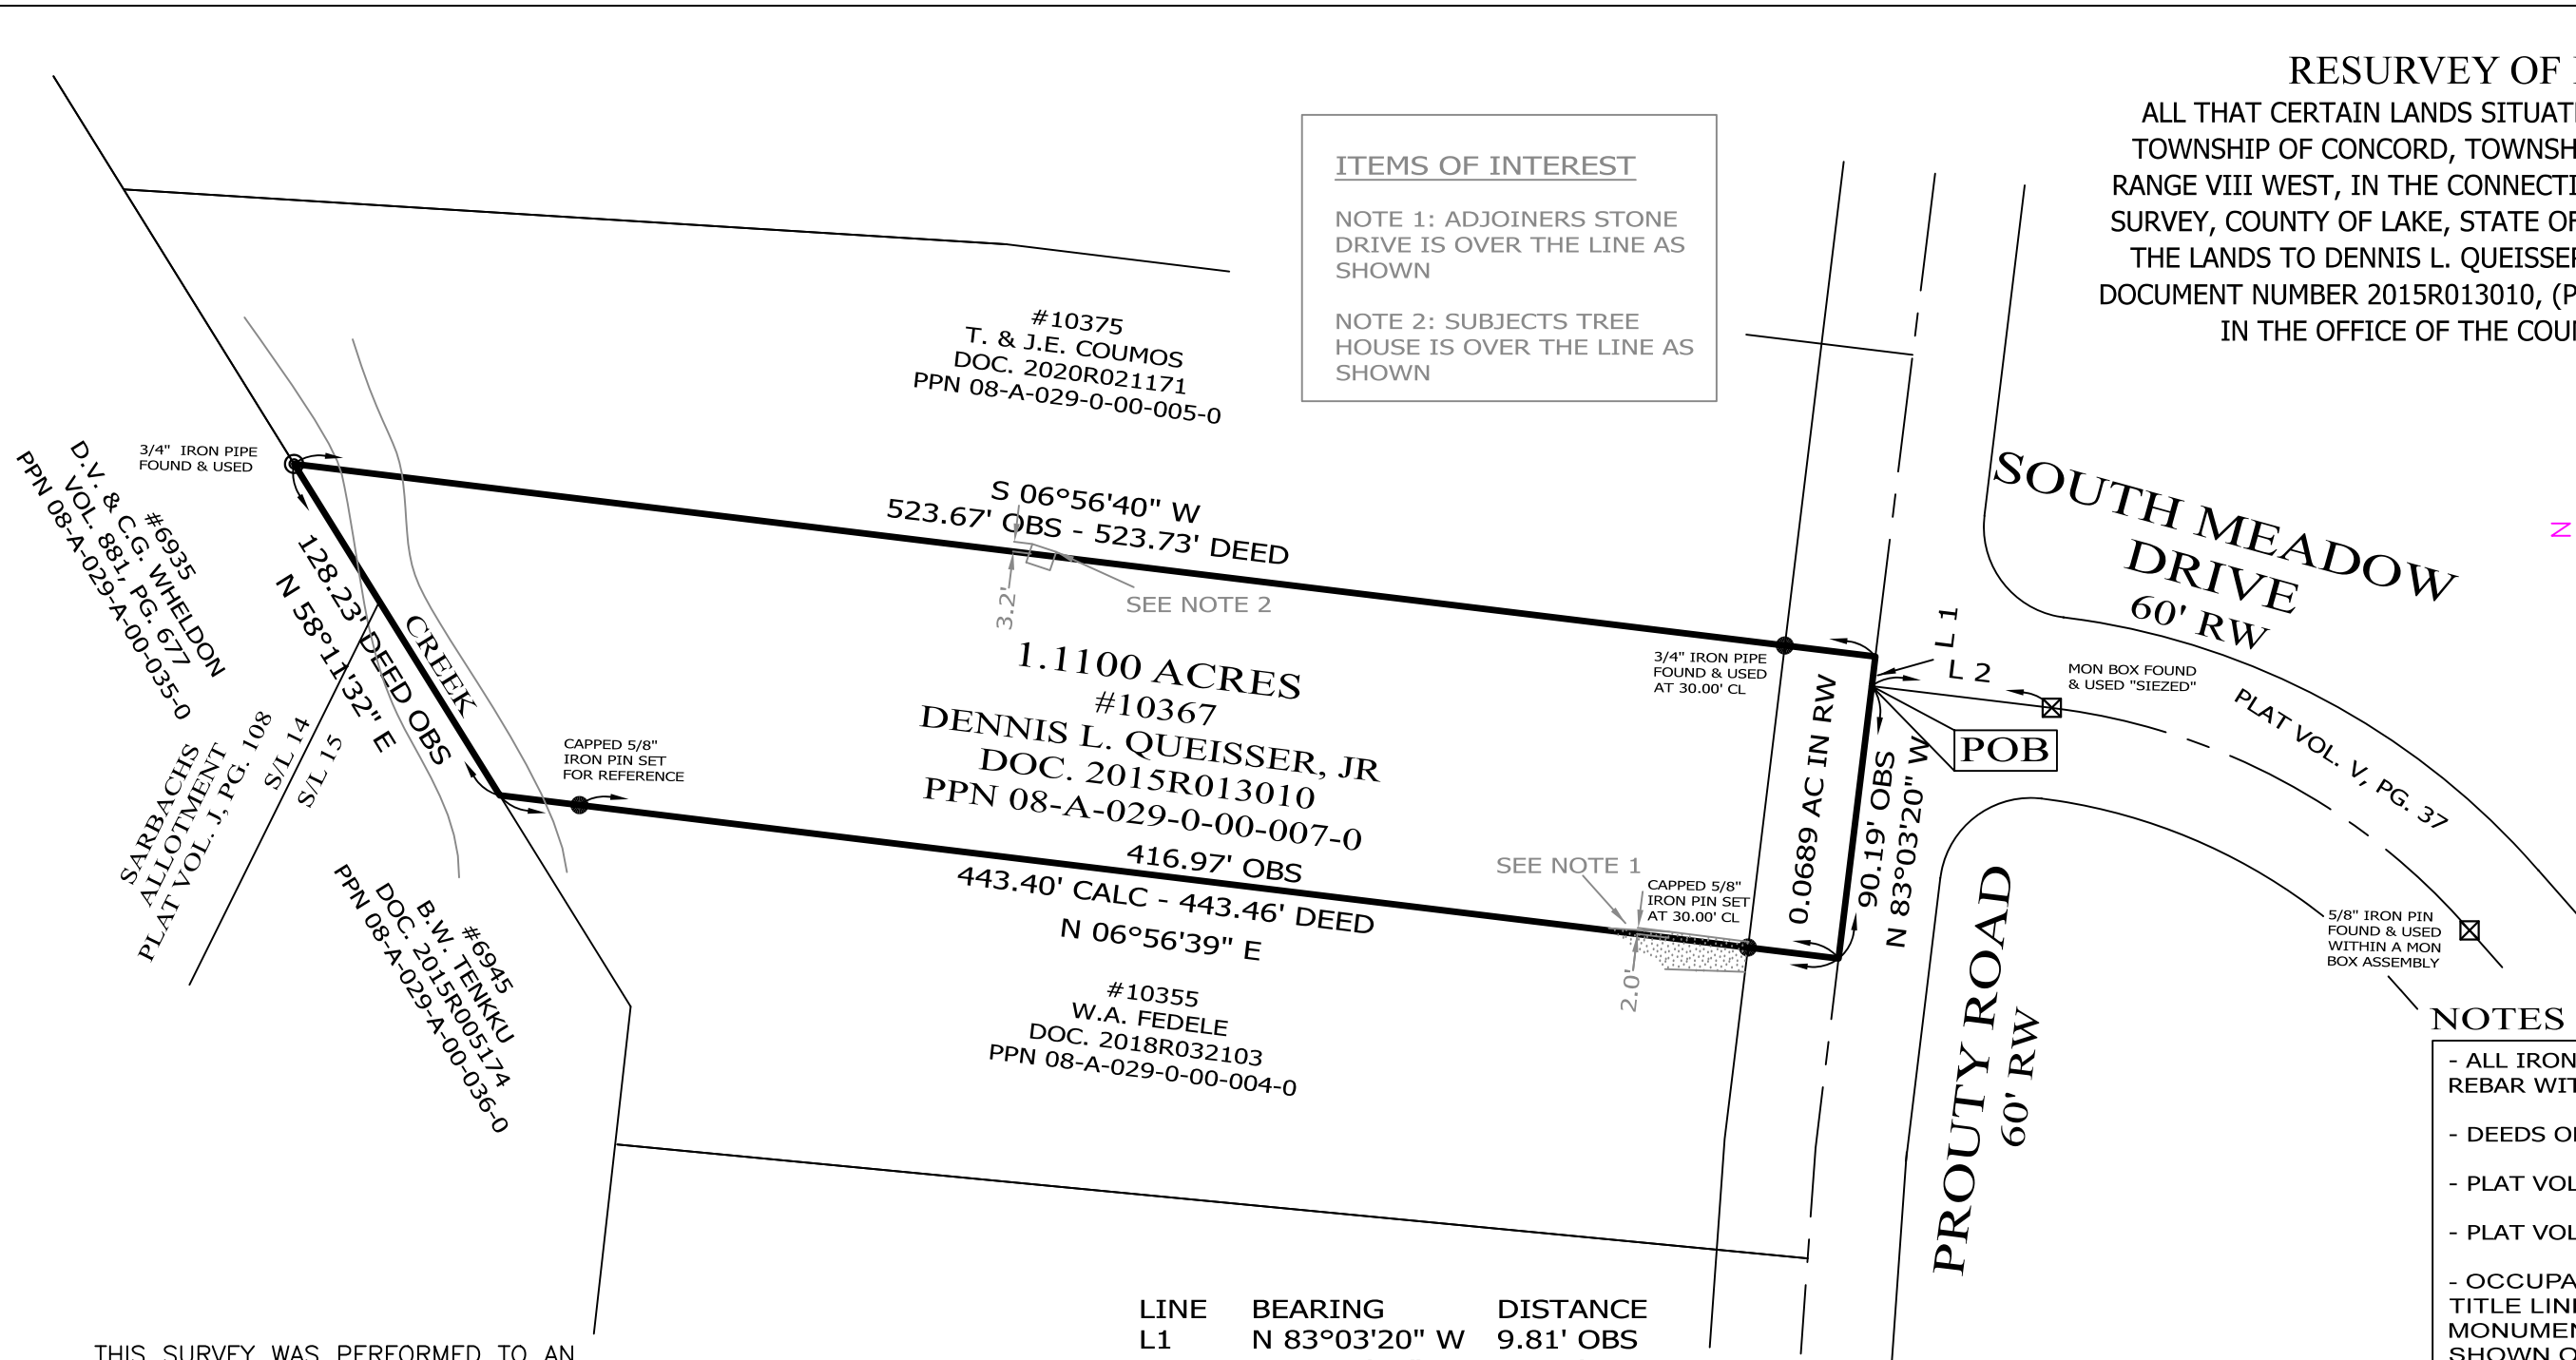 RESURVEY OF
ALL THAT CERTAIN LANDS SITUAT
TOWNSHIP OF CONCORD, TOWNSH
RANGE VIII WEST, IN THE CONNECTI
SURVEY, COUNTY OF LAKE, STATE OF
THE LANDS TO DENNIS L. QUEISSER
DOCUMENT NUMBER 2015R013010, (P
IN THE OFFICE OF THE COU
ITEMS OF INTEREST
NOTE 1: ADJOINERS STONE
DRIVE IS OVER THE LINE AS
SHOWN
NOTE 2: SUBJECTS TREE
HOUSE IS OVER THE LINE AS
SHOWN
#10375
T. & J.E. COUMOS
DOC. 2020R021171
PPN 08-A-029-0-00-005-0
3/4" IRON PIPE
FOUND & USED
#6935
D.V. & C.G. WHELDON
VOL. 881, PG. 677
PPN 08-A-029-A-00-035-0
S 06°56'40" W
523.67' OBS - 523.73' DEED
3.2'
SEE NOTE 2
128.23' DEED OBS
N 58°11'32" E
CREEK
SOUTH MEADOW
DRIVE
60' RW
N
L 1
L 2
3/4" IRON PIPE
FOUND & USED
AT 30.00' CL
MON BOX FOUND
& USED "SIEZED"
PLAT VOL. V, PG. 37
POB
1.1100 ACRES
#10367
DENNIS L. QUEISSER, JR
DOC. 2015R013010
PPN 08-A-029-0-00-007-0
0.0689 AC IN RW
90.19' OBS
N 83°03'20" W
SARBACHS
ALLOTMENT
PLAT VOL. J, PG. 108
S/L 14
S/L 15
CAPPED 5/8"
IRON PIN SET
FOR REFERENCE
416.97' OBS
443.40' CALC - 443.46' DEED
N 06°56'39" E
SEE NOTE 1
CAPPED 5/8"
IRON PIN SET
AT 30.00' CL
2.0'
#6945
B.W. TENKKU
DOC. 2015R005174
PPN 08-A-029-A-00-036-0
#10355
W.A. FEDELE
DOC. 2018R032103
PPN 08-A-029-0-00-004-0
PROUTY ROAD
60' RW
5/8" IRON PIN
FOUND & USED
WITHIN A MON
BOX ASSEMBLY
NOTES
- ALL IRON
REBAR WIT
- DEEDS O
- PLAT VOL
- PLAT VOL
- OCCUPA
TITLE LIN
MONUMEN
SHOWN O
LINE BEARING DISTANCE
L1 N 83°03'20" W 9.81' OBS
THIS SURVEY WAS PERFORMED TO AN